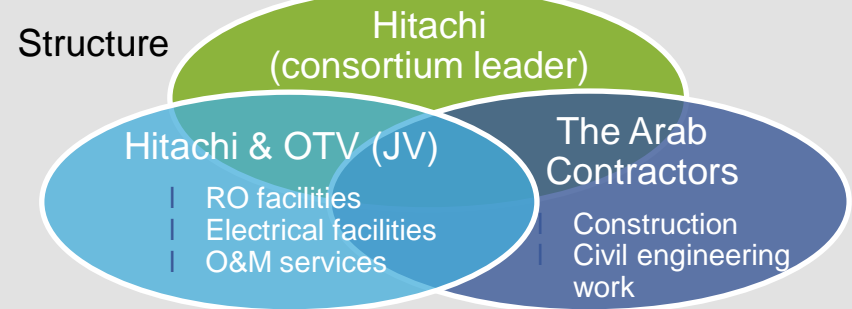 Structure
Hitachi
(consortium leader)
Hitachi & OTV (JV)
l RO facilities
l Electrical facilities
l O&M services
The Arab
Contractors
l Construction
l Civil engineering
work